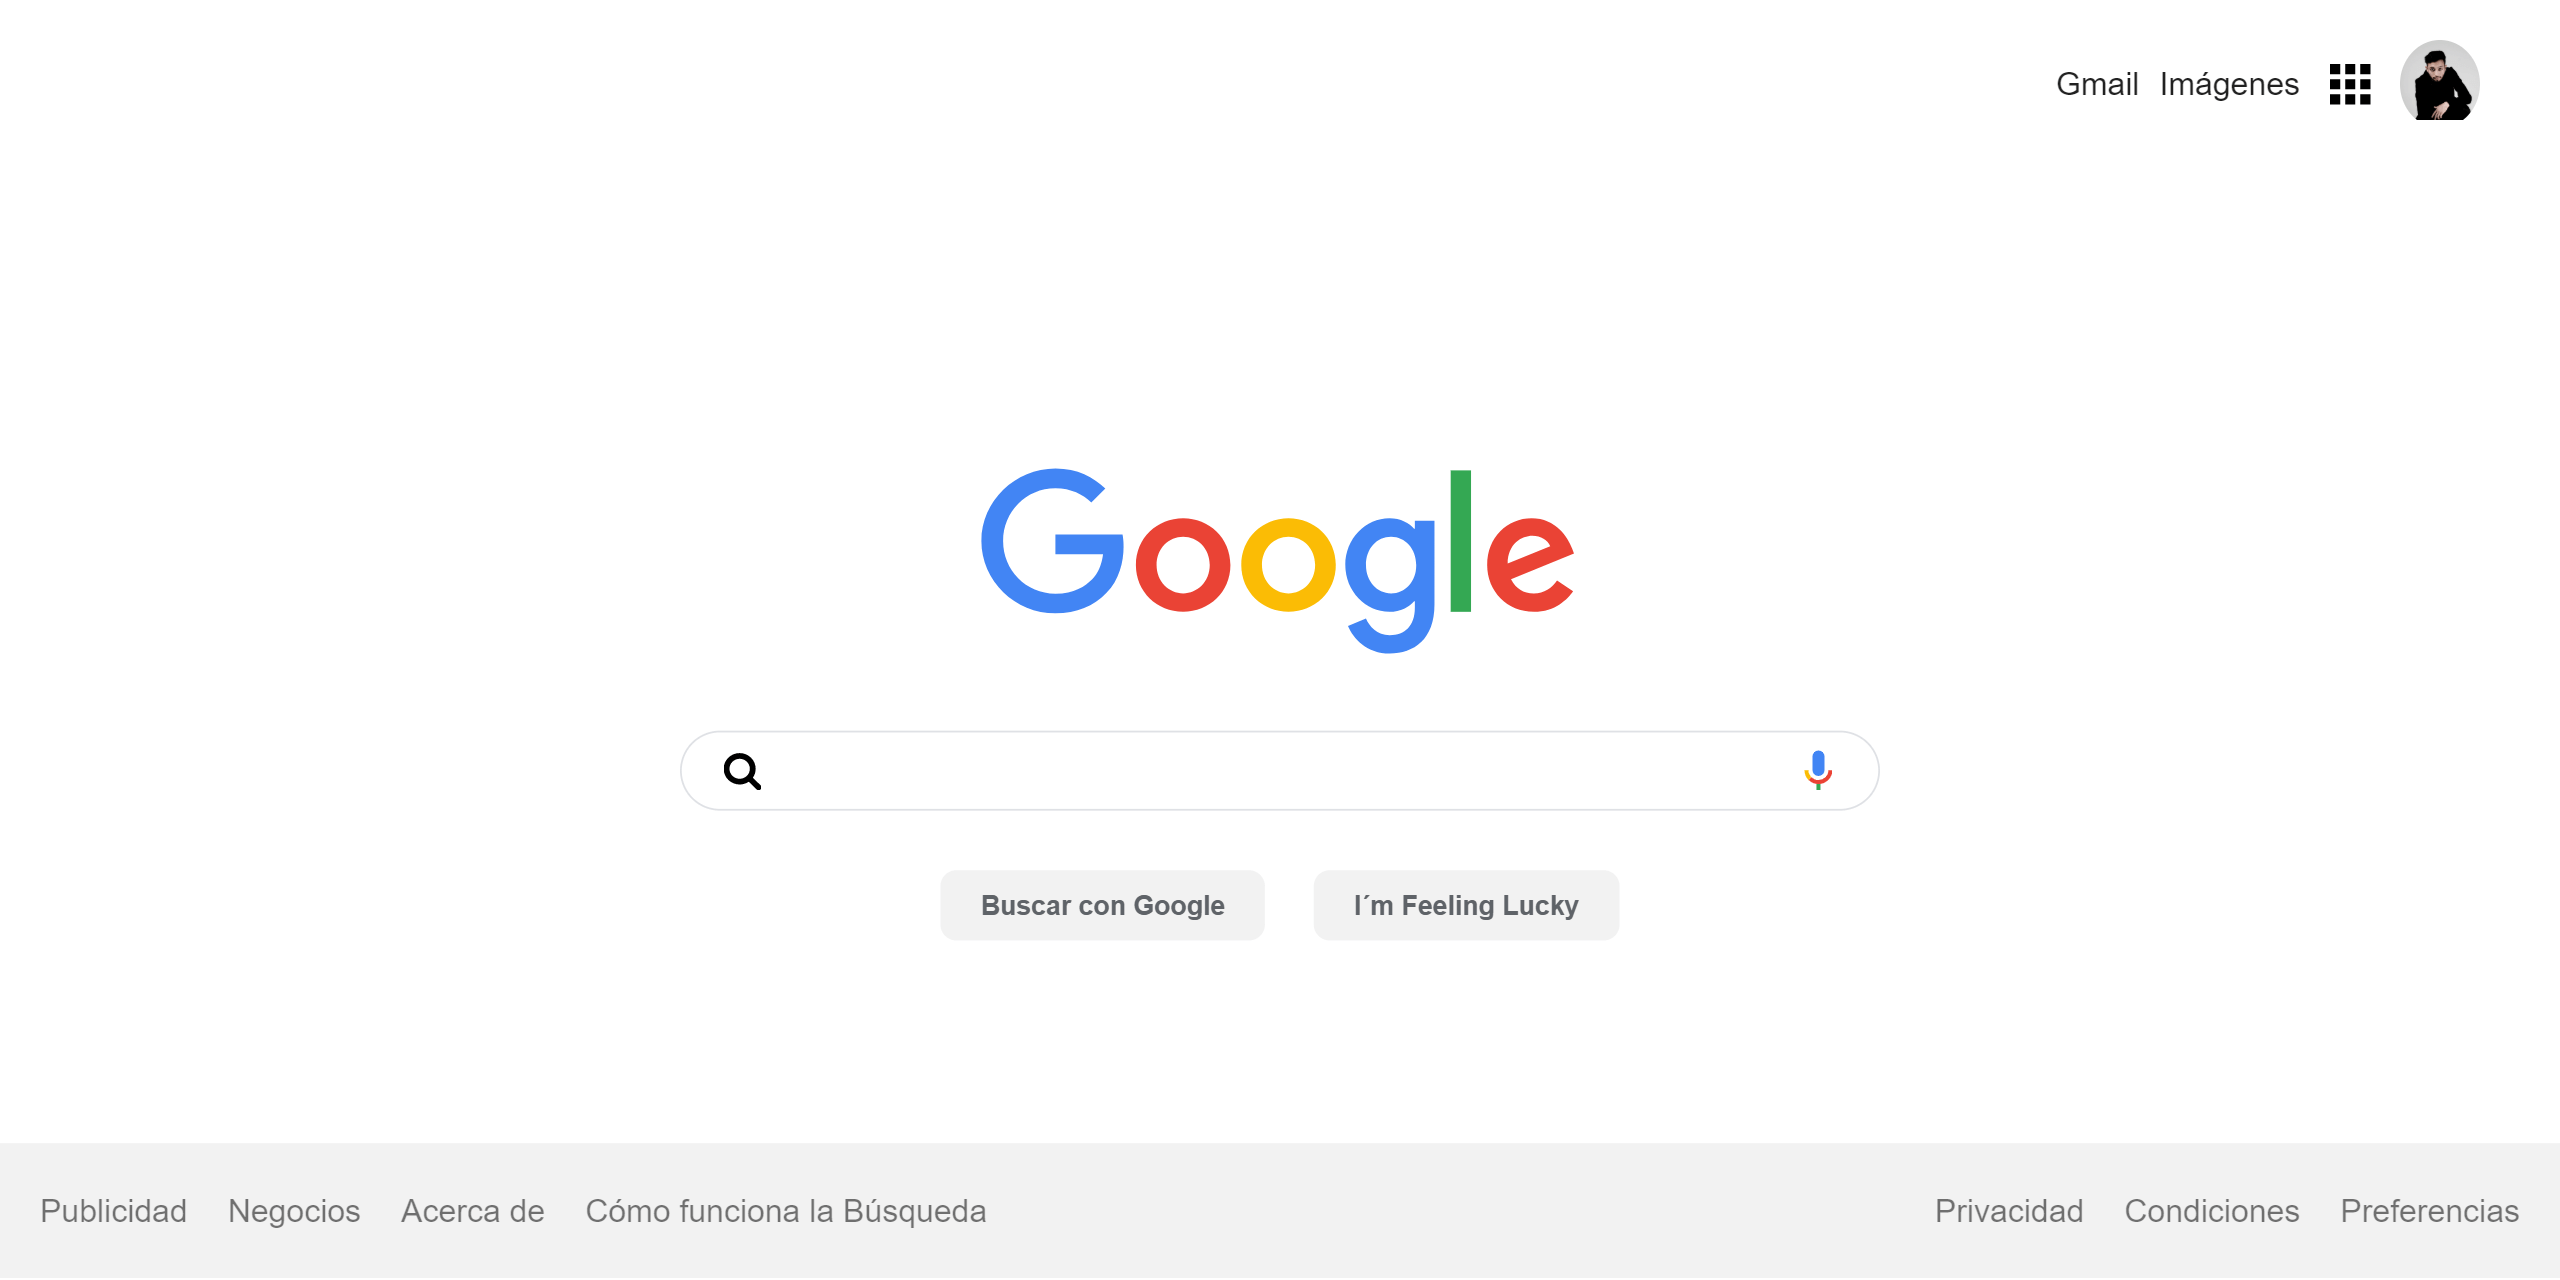 Gmail Imágenes
Google
Buscar con Google I´m Feeling Lucky
Publicidad Negocios Acerca de Cómo funciona la Búsqueda Privacidad Condiciones Preferencias